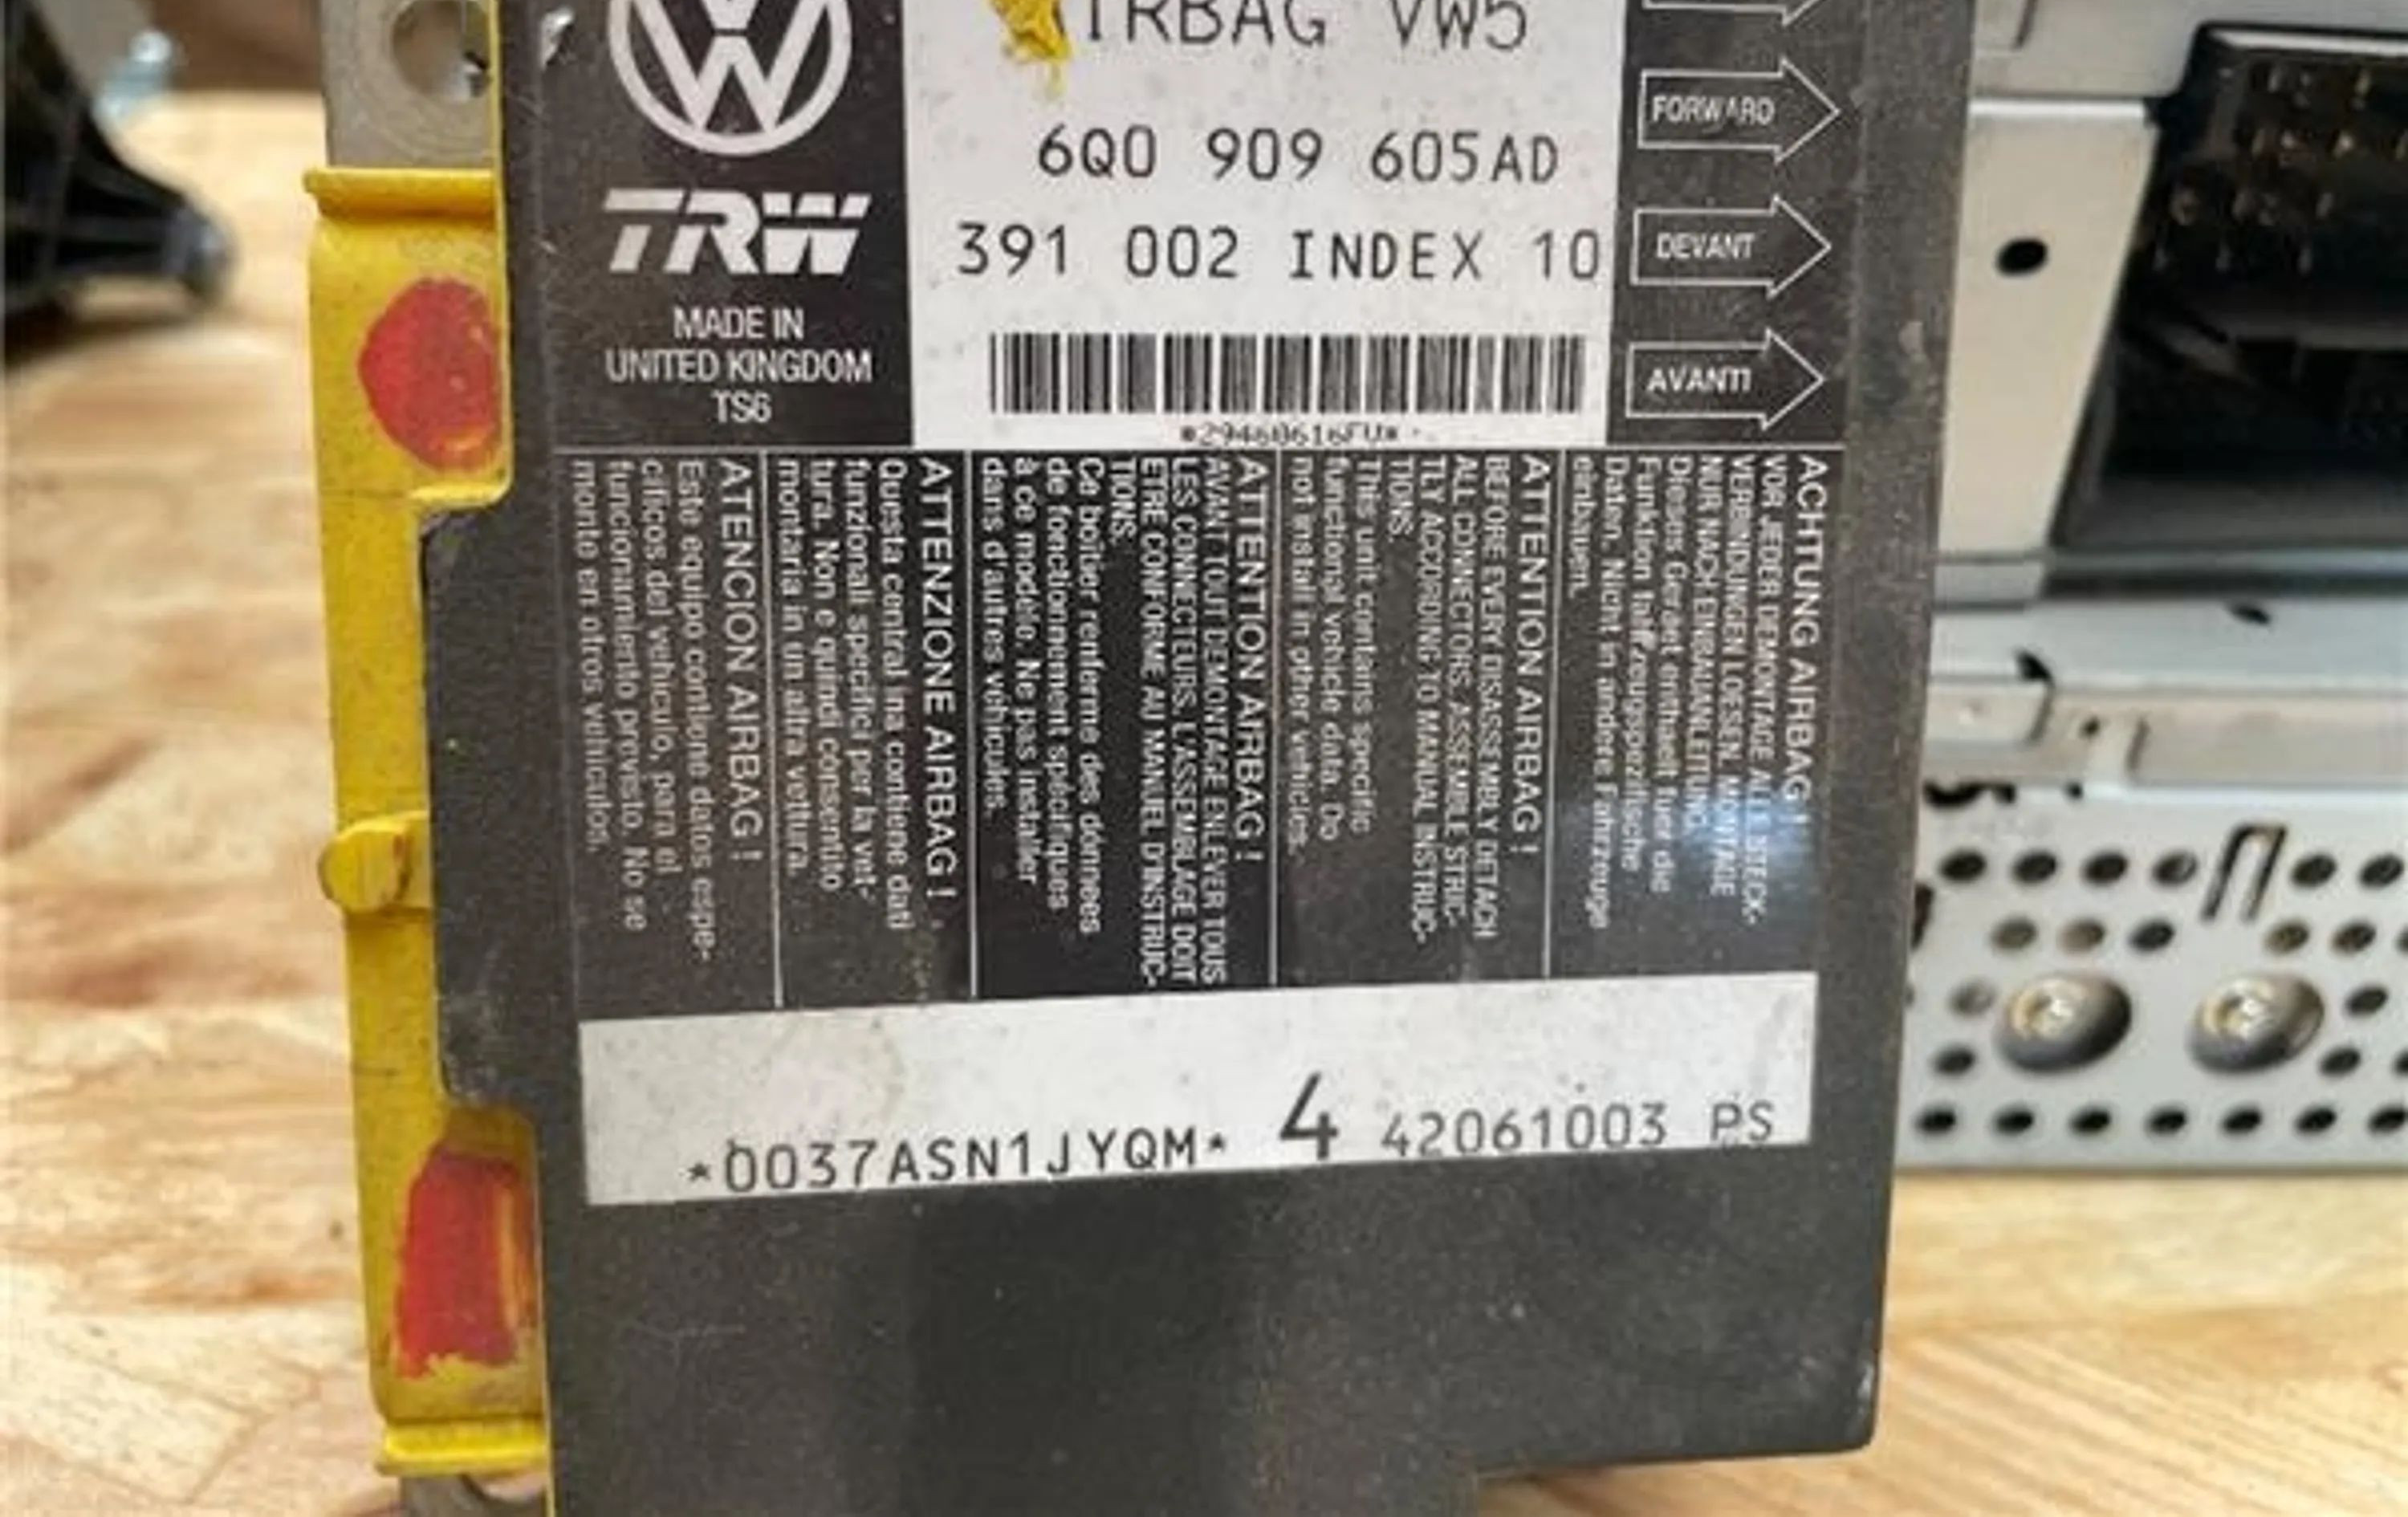 VW5
6Q0 909 605AD
391 002 INDEX 10
TRW
MADE IN
UNITED KINGDOM
TS6
FORWARD
DEVANT
AVANTI
ACHTUNG AIRBAG!
VOR JEDER DEMONTAGE ALLE STECK-
VERBINDUNGEN LOESEN. MONTAGE
NUR NACH EINBAUANLEITUNG.
Dieses Geraet enthaelt fuer die
Funktion fahrzeugspezifische
Daten. Nicht in andere Fahrzeuge
einbauen.
ATTENTION AIRBAG !
BEFORE EVERY DISASSEMBLY DETACH
ALL CONNECTORS. ASSEMBLE STRIC-
TLY ACCORDING TO MANUAL INSTRUC-
TIONS
This unit contains specific
functional vehicle data. Do
not install in other vehicles.
ATTENTION AIRBAG !
AVANT TOUT DEMONTAGE ENLEVER TOUS
LES CONNECTEURS. L'ASSEMBLAGE DOIT
ETRE CONFORME AU MANUEL D'INSTRUC-
TIONS.
Ce boîtier renferme des données
de fonctionnement spécifiques
à ce modèle. Ne pas installer
dans d'autres véhicules.
ATTENZIONE AIRBAG !
Questa central ina contiene dati
funzionali specifici per la vet-
tura. Non e quindi consentito
montarla in un altra vettura.
ATENCION AIRBAG !
Este equipo contiene datos espe-
cificos del vehiculo, para el
funcionamiento previsto. No se
monte en otros vehiculos.
*0037ASN1JYQM* 4 42061003 PS